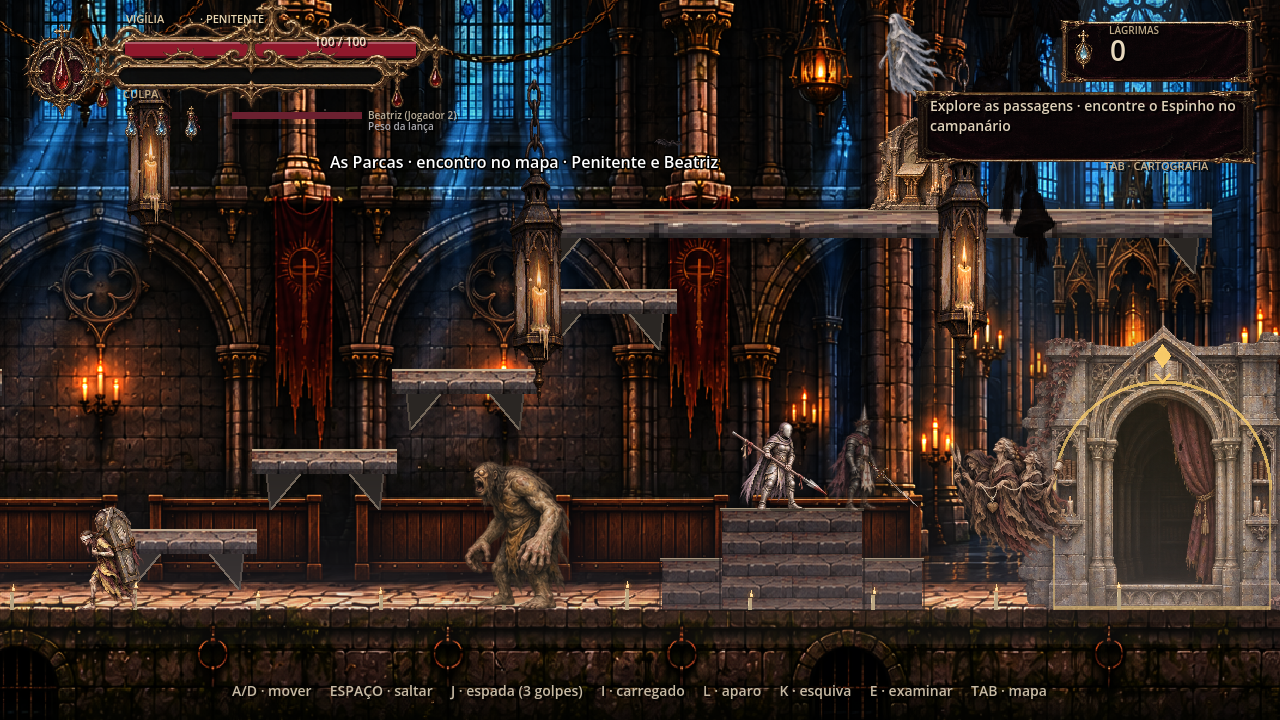 VIGÍLIA · PENITENTE
100 / 100
CULPA
Beatriz (Jogador 2)
Peso da lança
LÁGRIMAS
0
Explore as passagens · encontre o Espinho no
campanário
TAB · CARTOGRAFIA
As Parcas · encontro no mapa · Penitente e Beatriz
A/D · mover ESPAÇO · saltar J · espada (3 golpes) I · carregado L · aparo K · esquiva E · examinar TAB · mapa